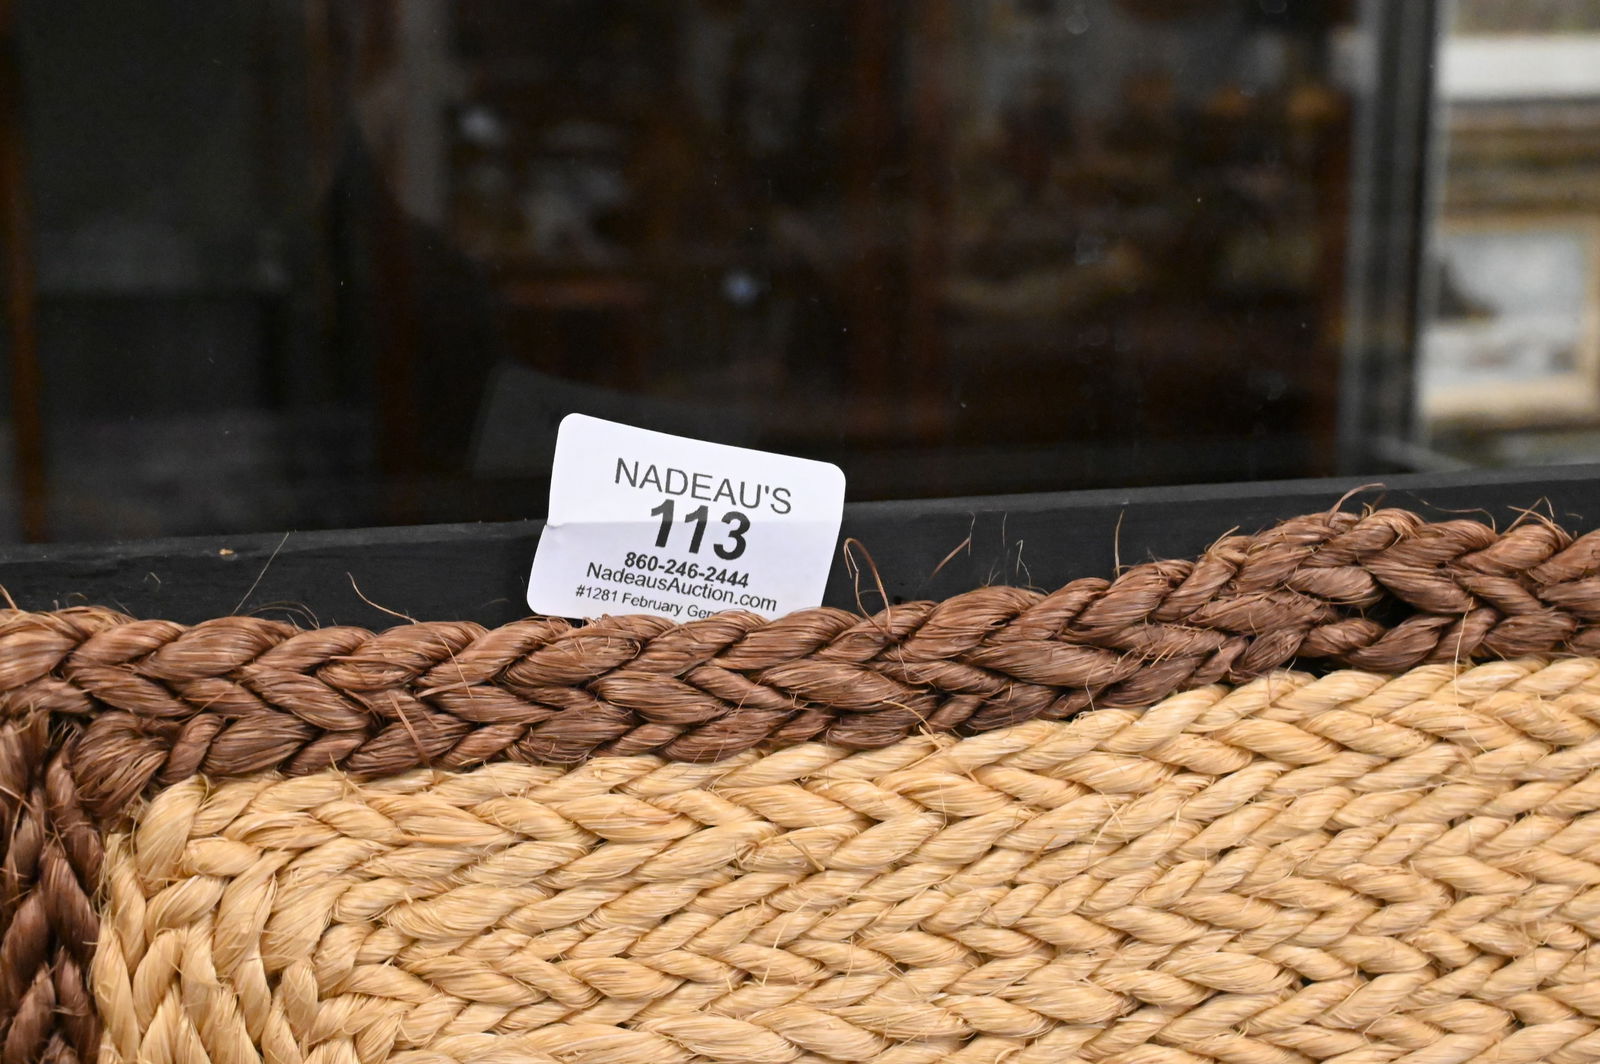 NADEAU'S
113
860-246-2444
NadeausAuction.com
#1281 February